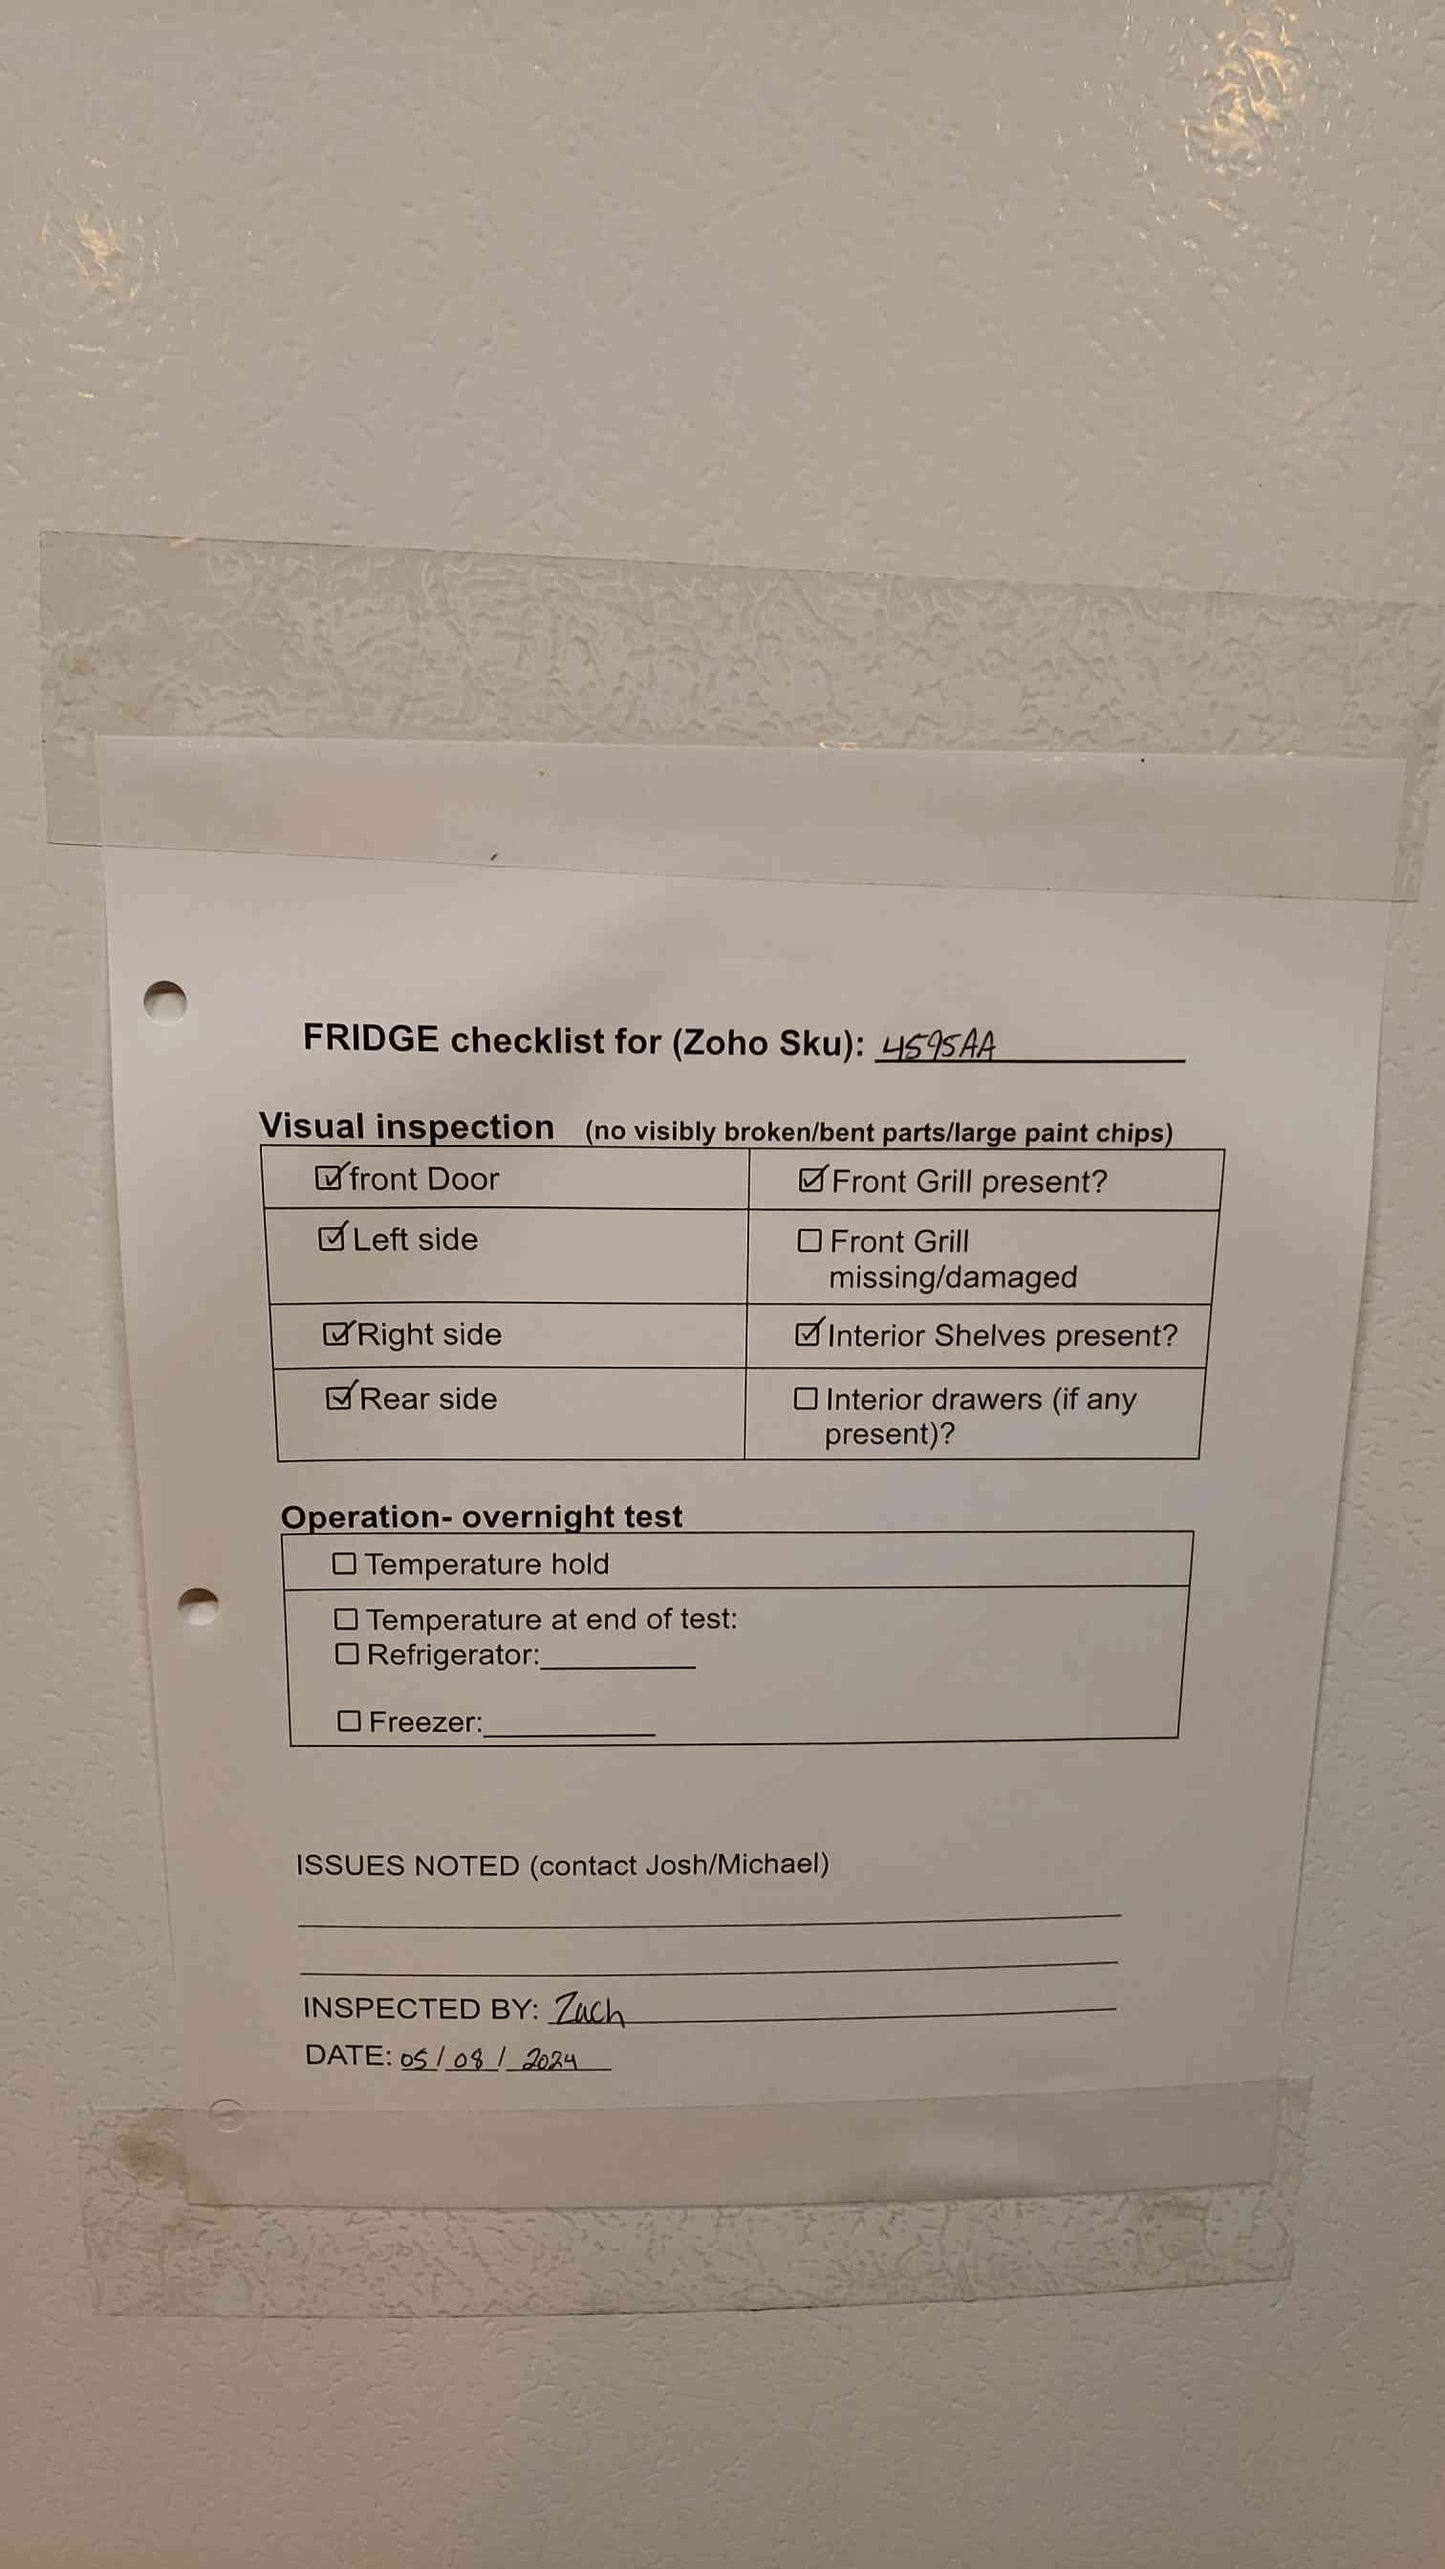 FRIDGE checklist for (Zoho Sku): 4595AA
Visual inspection (no visibly broken/bent parts/large paint chips)
☑ front Door
☑ Front Grill present?
☑ Left side
☐ Front Grill
missing/damaged
☑ Right side
☑ Interior Shelves present?
☑ Rear side
☐ Interior drawers (if any
present)?
Operation- overnight test
☐ Temperature hold
☐ Temperature at end of test:
☐ Refrigerator:
☐ Freezer:
ISSUES NOTED (contact Josh/Michael)
INSPECTED BY: Zach
DATE: 05/08/2024